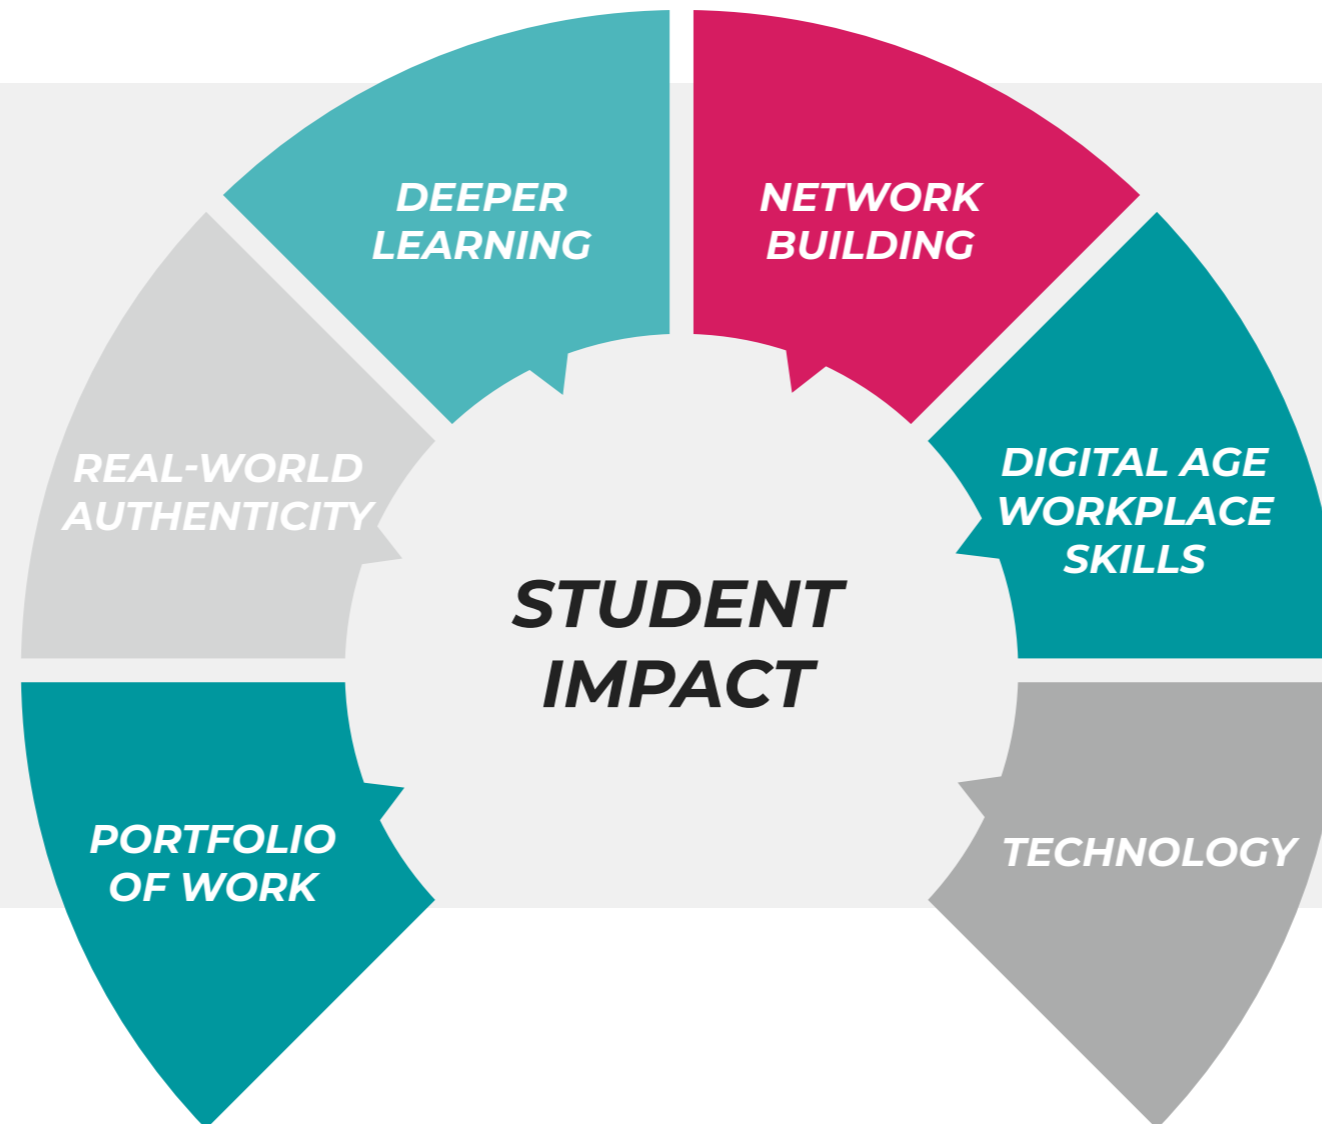 DEEPER
LEARNING
NETWORK
BUILDING
REAL-WORLD
AUTHENTICITY
DIGITAL AGE
WORKPLACE
SKILLS
STUDENT
IMPACT
PORTFOLIO
OF WORK
TECHNOLOGY